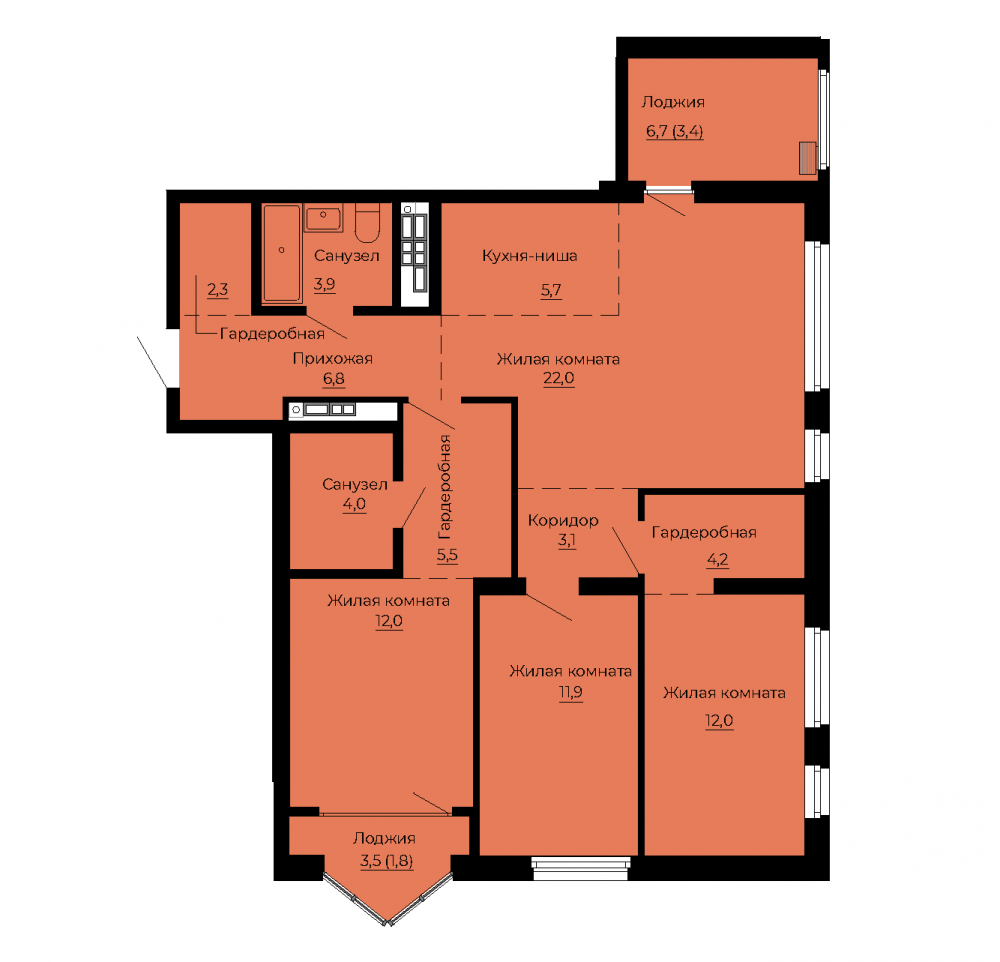 Лоджия
6,7 (3,4)
Санузел
3,9
Кухня-ниша
5,7
2,3
Гардеробная
Прихожая
6,8
Жилая комната
22,0
Гардеробная
5,5
Санузел
4,0
Коридор
3,1
Гардеробная
4,2
Жилая комната
12,0
Жилая комната
11,9
Жилая комната
12,0
Лоджия
3,5 (1,8)